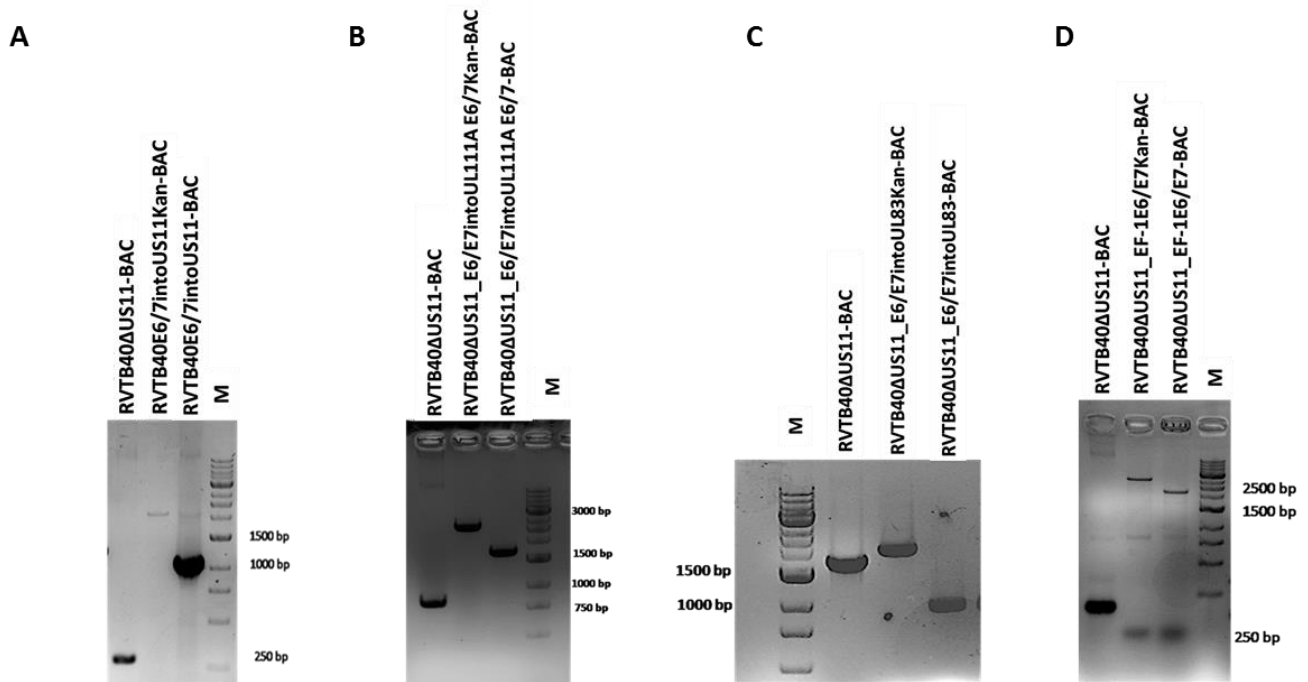 A
RVTB40ΔUS11-BAC
RVTB40E6/7intoUS11Kan-BAC
RVTB40E6/7intoUS11-BAC
M
1500 bp
1000 bp
250 bp
B
RVTB40ΔUS11-BAC
RVTB40ΔUS11_E6/E7intoUL111A E6/7Kan-BAC
RVTB40ΔUS11_E6/E7intoUL111A E6/7-BAC
M
3000 bp
1500 bp
1000 bp
750 bp
C
M
RVTB40ΔUS11-BAC
RVTB40ΔUS11_E6/E7intoUL83Kan-BAC
RVTB40ΔUS11_E6/E7intoUL83-BAC
1500 bp
1000 bp
D
RVTB40ΔUS11-BAC
RVTB40ΔUS11_EF-1E6/E7Kan-BAC
RVTB40ΔUS11_EF-1E6/E7-BAC
M
2500 bp
1500 bp
250 bp